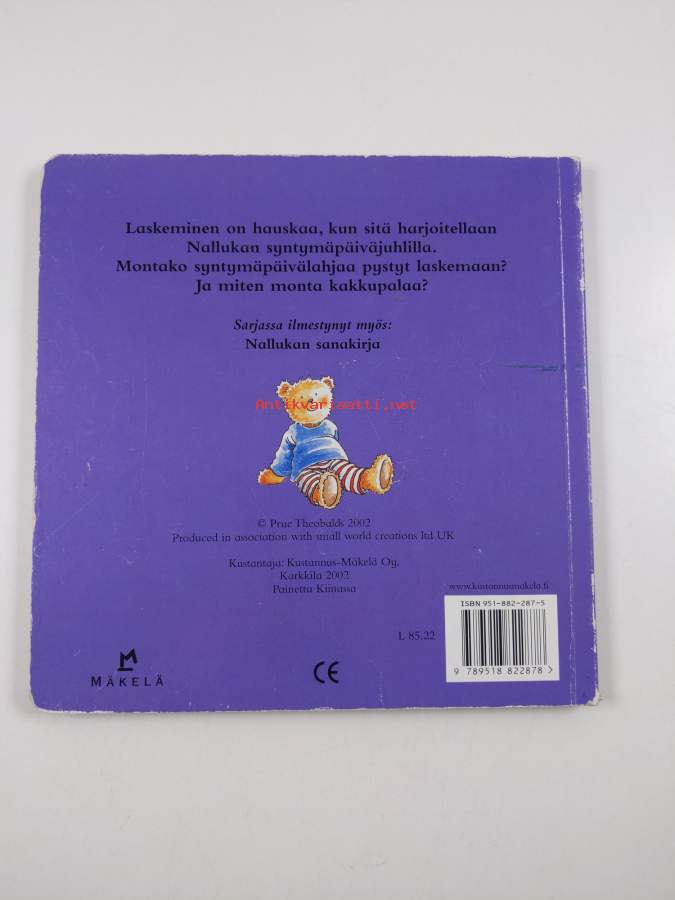 Laskeminen on hauskaa, kun sitä harjoitellaan
Nallukan syntymäpäiväjuhlilla.
Montako syntymäpäivälahjaa pystyt laskemaan?
Ja miten monta kakkupalaa?
Sarjassa ilmestynyt myös:
Nallukan sanakirja
Antikvariaatti.net
© Prue Theobalds 2002
Produced in association with small world creations ltd UK
Kustantaja: Kustannus-Mäkelä Oy.
Karkkila 2002
Painettu Kiinassa
www.kustannusmakela.fi
ISBN 951-882-287-5
L 85.22
9 789518 822878 >
MÄKELÄ
CE